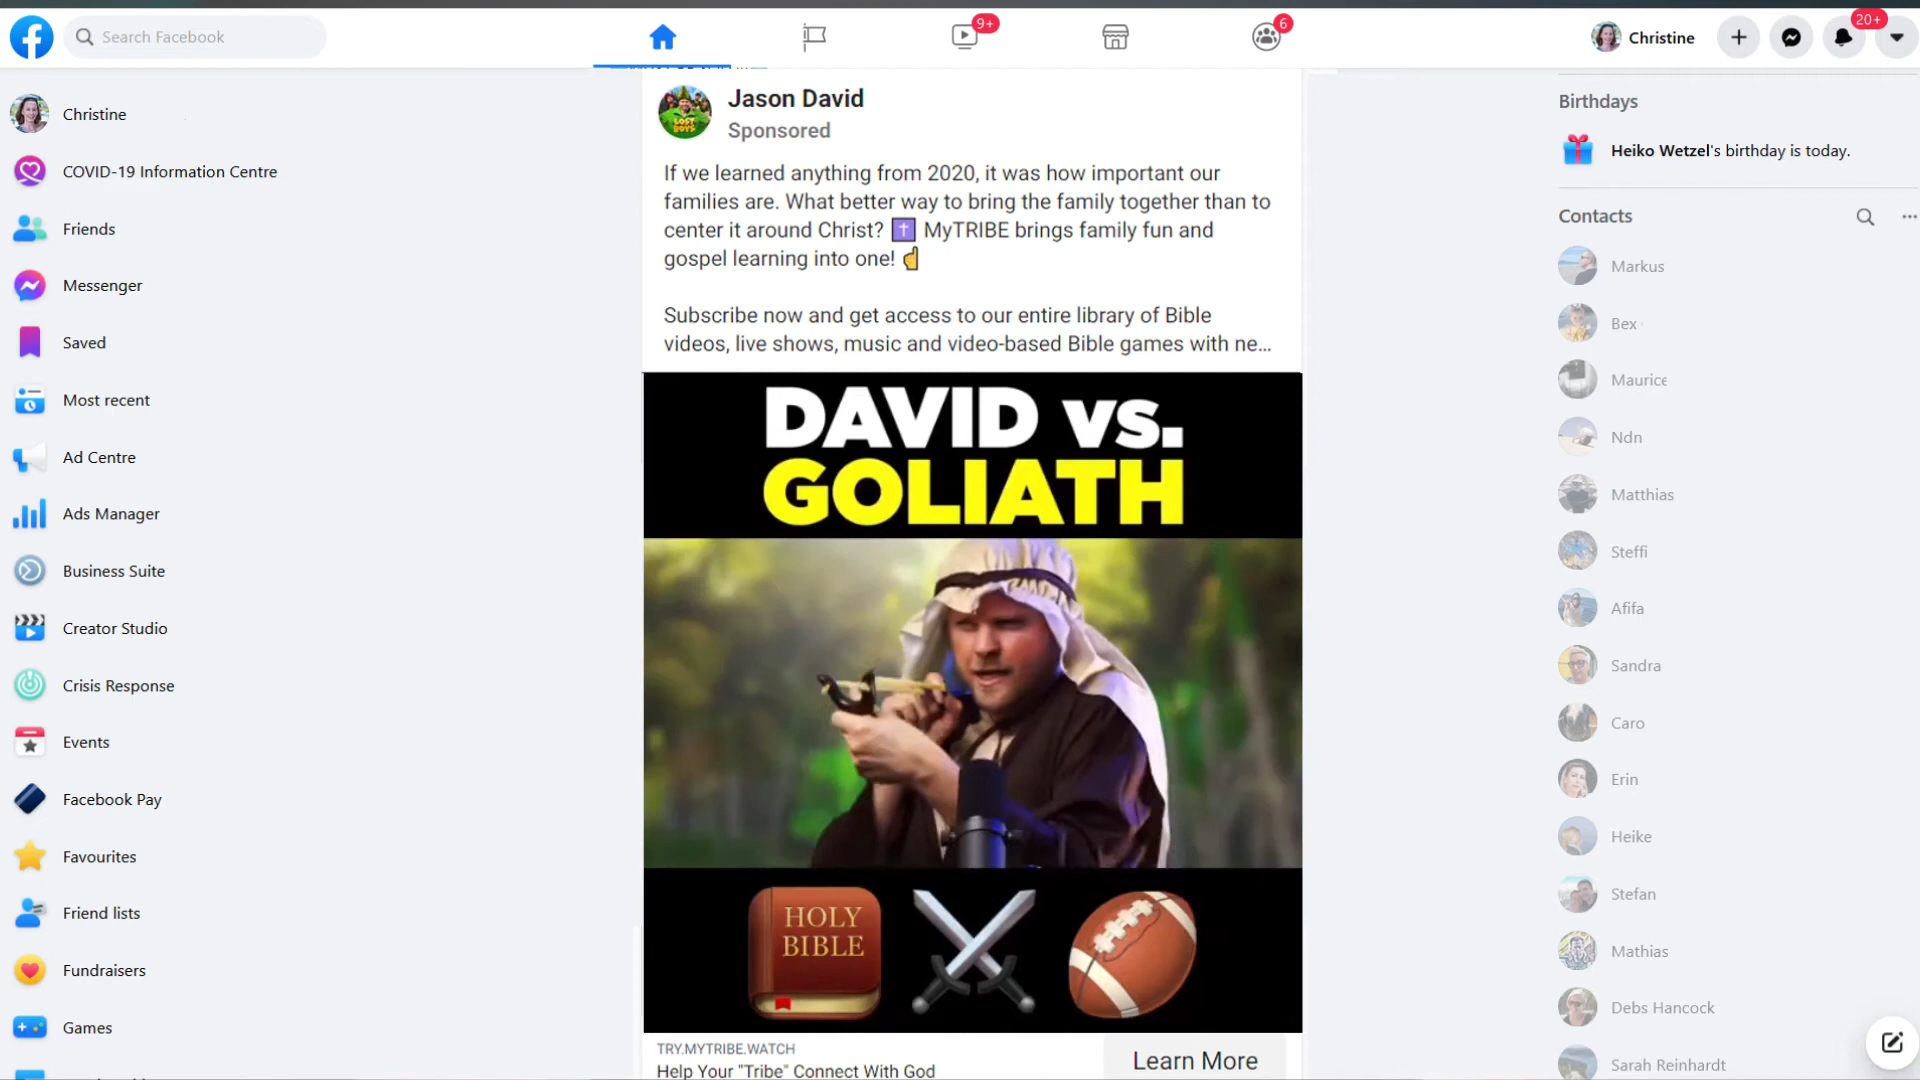 Search Facebook
9+
6
Christine
20+
Christine
COVID-19 Information Centre
Friends
Messenger
Saved
Most recent
Ad Centre
Ads Manager
Business Suite
Creator Studio
Crisis Response
Events
Facebook Pay
Favourites
Friend lists
Fundraisers
Games
Jason David
Sponsored
If we learned anything from 2020, it was how important our
families are. What better way to bring the family together than to
center it around Christ? ✝️ MyTRIBE brings family fun and
gospel learning into one! ☝️
Subscribe now and get access to our entire library of Bible
videos, live shows, music and video-based Bible games with ne...
DAVID vs.
GOLIATH
HOLY
BIBLE
TRY.MYTRIBE.WATCH
Help Your "Tribe" Connect With God
Learn More
LOST
BOYS
Birthdays
Heiko Wetzel's birthday is today.
Contacts
Markus
Bex
Maurice
Ndn
Matthias
Steffi
Afifa
Sandra
Caro
Erin
Heike
Stefan
Mathias
Debs Hancock
Sarah Reinhardt